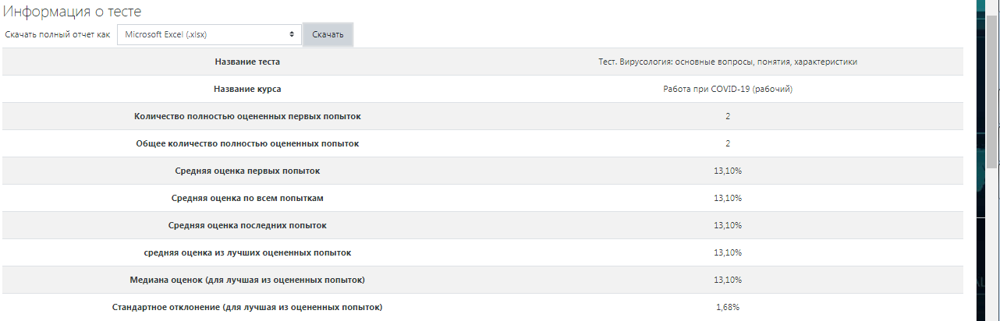 Информация о тесте
Скачать полный отчет как Microsoft Excel (.xlsx) Скачать
Название теста Тест. Вирусология: основные вопросы, понятия, характеристики
Название курса Работа при COVID-19 (рабочий)
Количество полностью оцененных первых попыток 2
Общее количество полностью оцененных попыток 2
Средняя оценка первых попыток 13,10%
Средняя оценка по всем попыткам 13,10%
Средняя оценка последних попыток 13,10%
средняя оценка из лучших оцененных попыток 13,10%
Медиана оценок (для лучшая из оцененных попыток) 13,10%
Стандартное отклонение (для лучшая из оцененных попыток) 1,68%